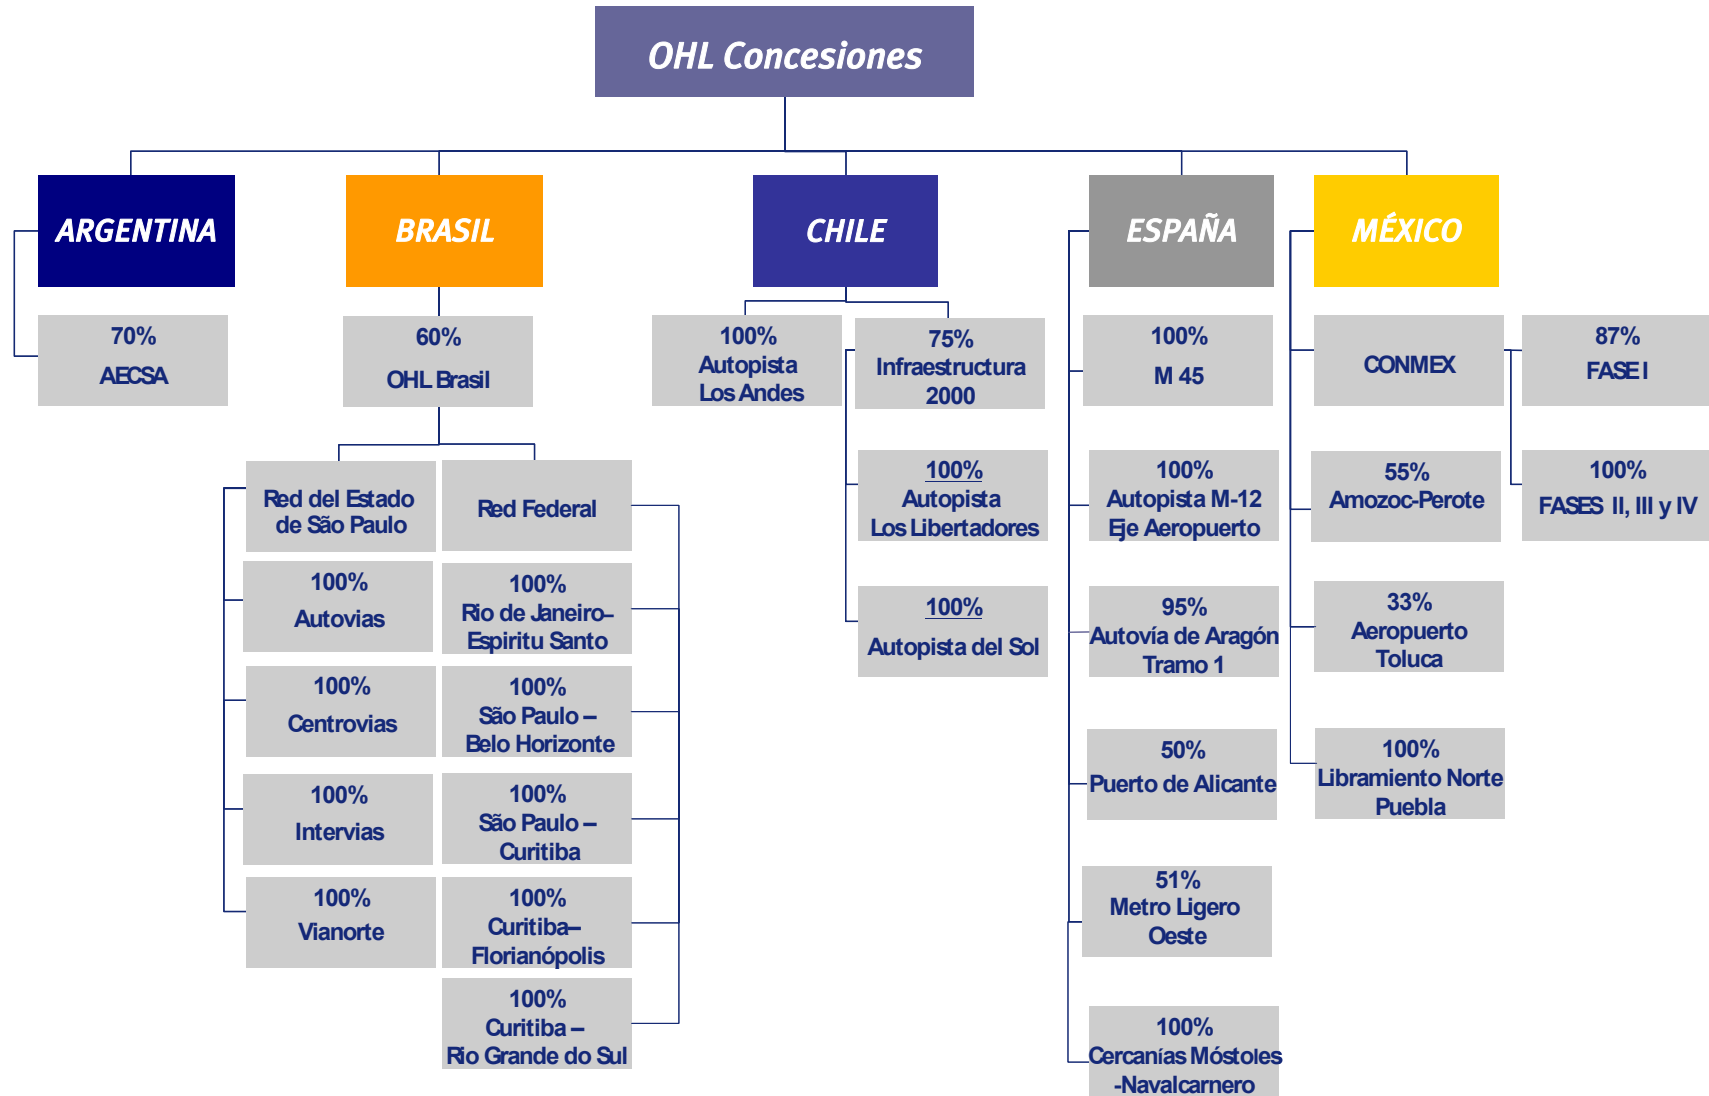 OHL Concesiones
ARGENTINA
70%
AECSA
BRASIL
60%
OHL Brasil
Red del Estado
de São Paulo
100%
Autovias
100%
Centrovias
100%
Intervias
100%
Vianorte
Red Federal
100%
Rio de Janeiro–
Espiritu Santo
100%
São Paulo –
Belo Horizonte
100%
São Paulo –
Curitiba
100%
Curitiba–
Florianópolis
100%
Curitiba –
Rio Grande do Sul
CHILE
100%
Autopista
Los Andes
75%
Infraestructura
2000
100%
Autopista
Los Libertadores
100%
Autopista del Sol
ESPAÑA
100%
M 45
100%
Autopista M-12
Eje Aeropuerto
95%
Autovía de Aragón
Tramo 1
50%
Puerto de Alicante
51%
Metro Ligero
Oeste
100%
Cercanías Móstoles
-Navalcarnero
MÉXICO
CONMEX
87%
FASE I
100%
FASES II, III y IV
55%
Amozoc-Perote
33%
Aeropuerto
Toluca
100%
Libramiento Norte
Puebla